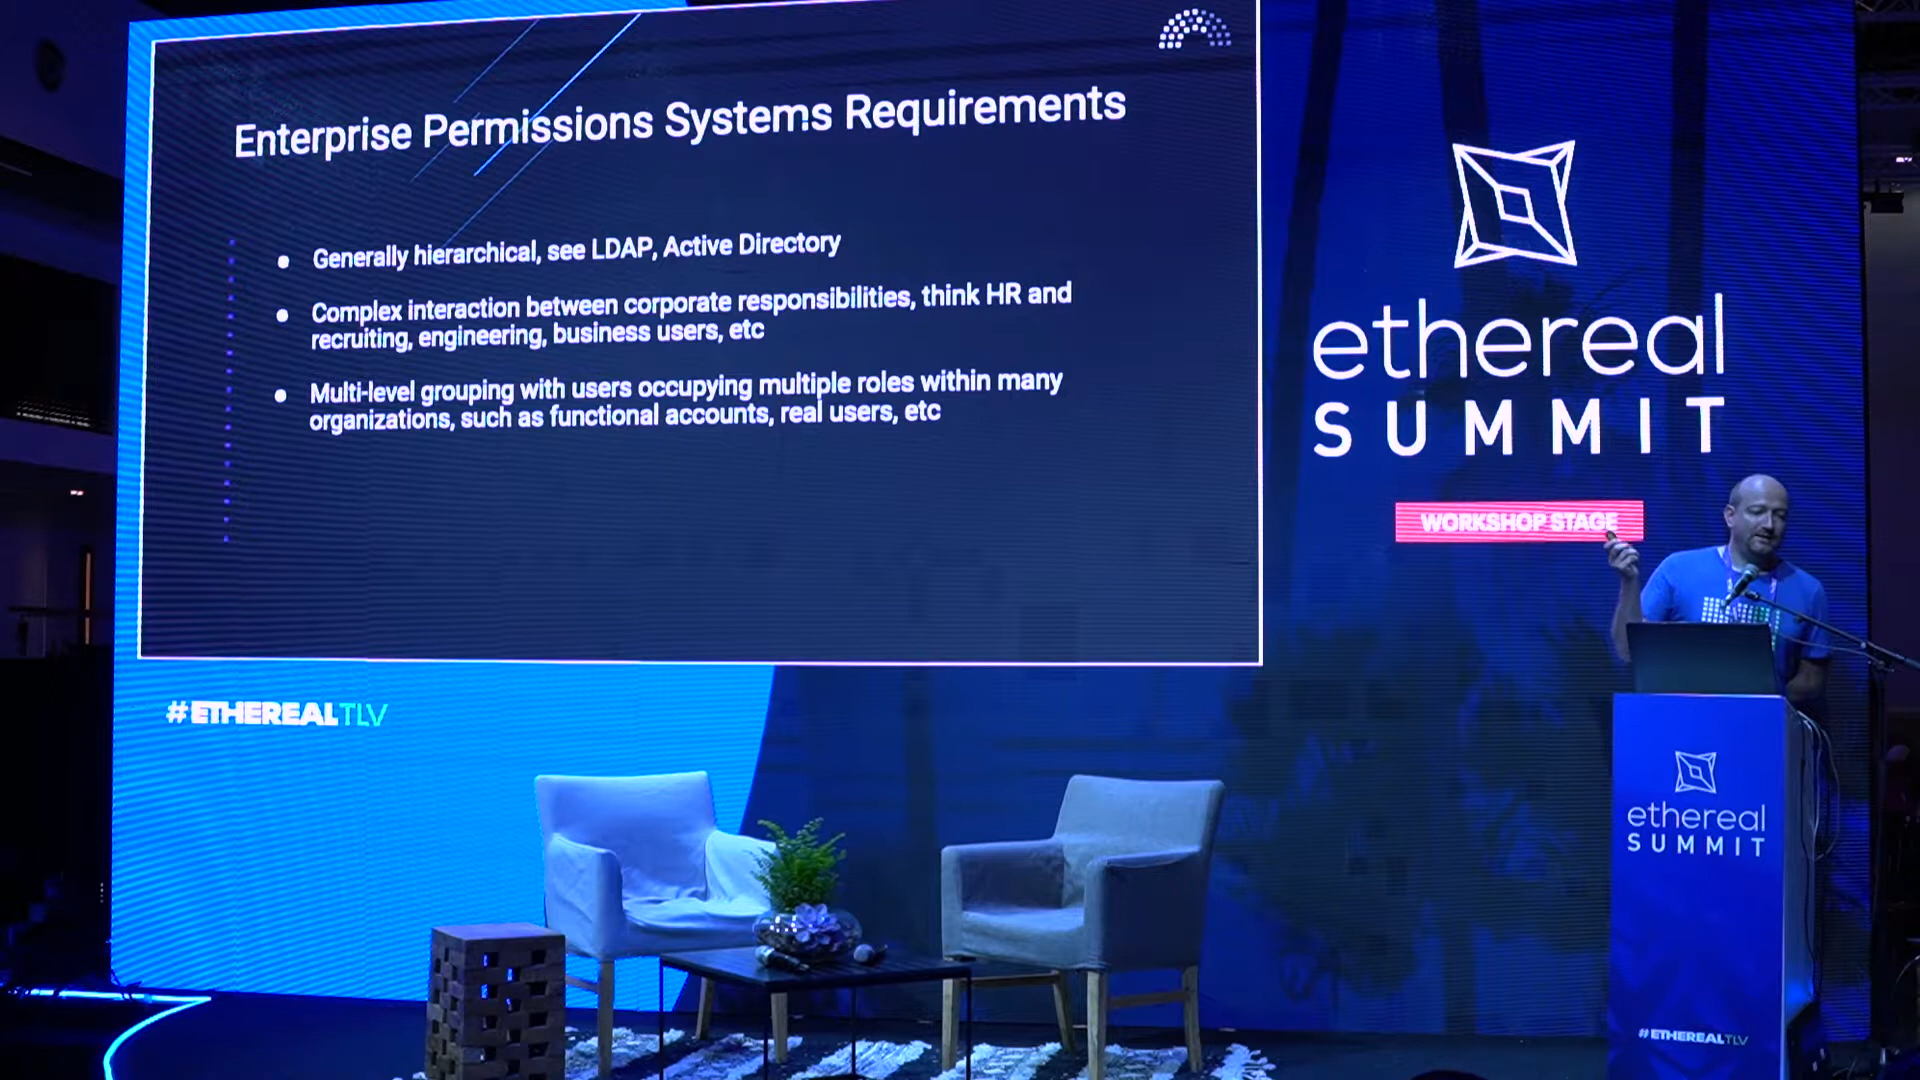 Enterprise Permissions Systems Requirements
Generally hierarchical, see LDAP, Active Directory
Complex interaction between corporate responsibilities, think HR and
recruiting, engineering, business users, etc
Multi-level grouping with users occupying multiple roles within many
organizations, such as functional accounts, real users, etc
#ETHEREALTLV
ethereal
SUMMIT
WORKSHOP STAGE
ethereal
SUMMIT
#ETHEREALTLV